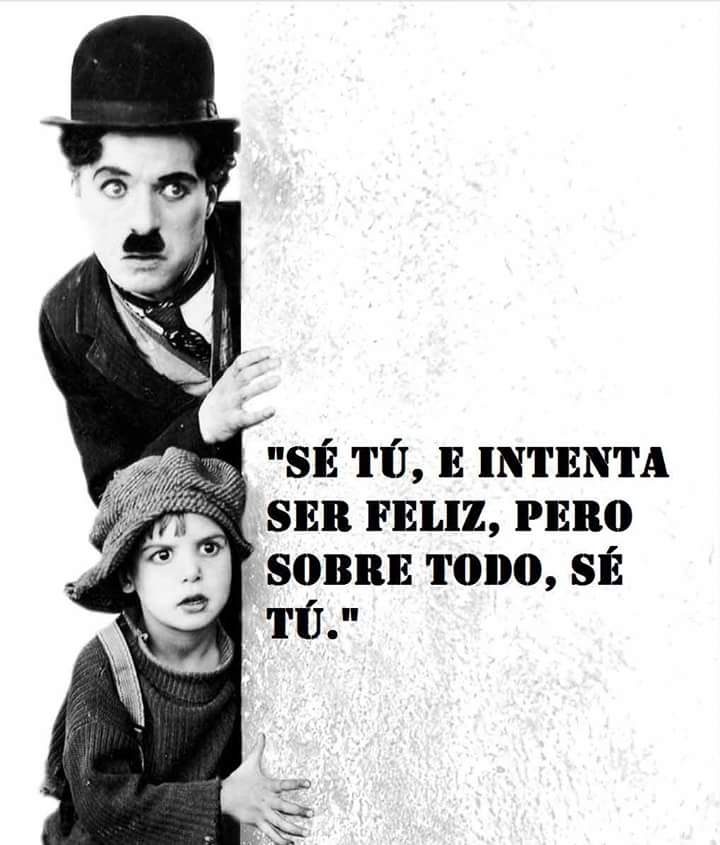 "SÉ TÚ, E INTENTA
SER FELIZ, PERO
SOBRE TODO, SÉ
TÚ."